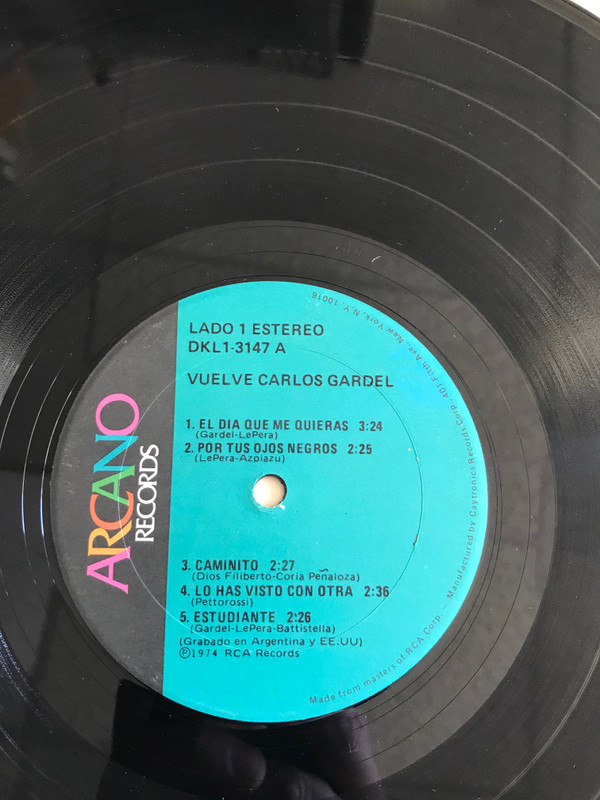 LADO 1 ESTEREO
DKL1-3147 A
VUELVE CARLOS GARDEL
1. EL DIA QUE ME QUIERAS 3:24
(Gardel-LePera)
2. POR TUS OJOS NEGROS 2:25
(LePera-Azpiazu)
3. CAMINITO 2:27
(Dios Filiberto-Coria Peñaloza)
4. LO HAS VISTO CON OTRA 2:36
(Pettorossi)
5. ESTUDIANTE 2:26
(Gardel-LePera-Battistella)
(Grabado en Argentina y EE.UU)
Ⓟ1974 RCA Records
ARCANO
RECORDS
Made from masters of RCA Corp. — Manufactured by Caytronics Records Corp. 401 Fifth Ave., New York, N.Y. 10016